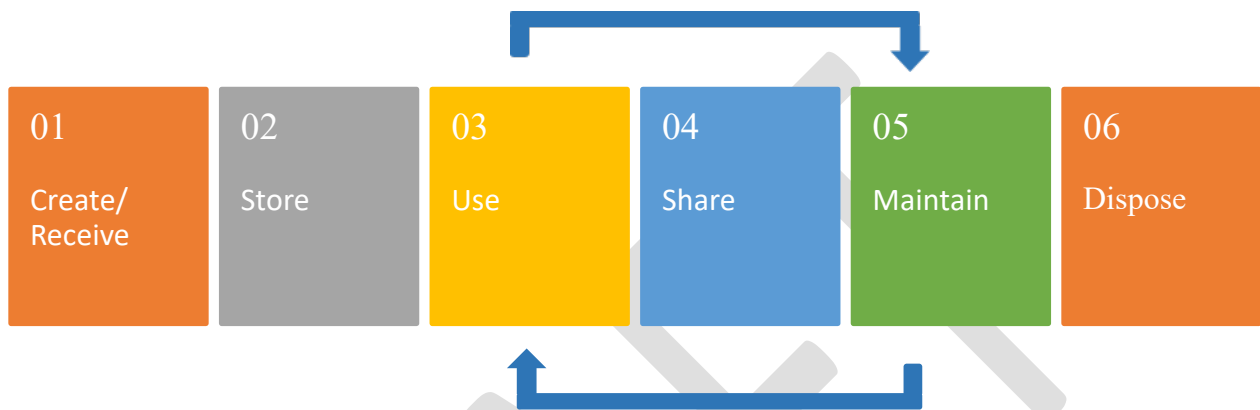 01
Create/
Receive
02
Store
03
Use
04
Share
05
Maintain
06
Dispose